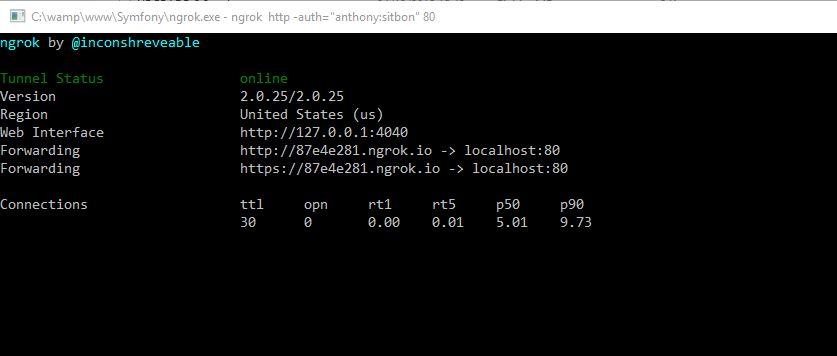 C:\wamp\www\Symfony\ngrok.exe - ngrok  http -auth="anthony:sitbon" 80
ngrok by @inconshreveable
Tunnel Status online
Version 2.0.25/2.0.25
Region United States (us)
Web Interface http://127.0.0.1:4040
Forwarding http://87e4e281.ngrok.io -> localhost:80
Forwarding https://87e4e281.ngrok.io -> localhost:80
Connections ttl opn rt1 rt5 p50 p90
30 0 0.00 0.01 5.01 9.73